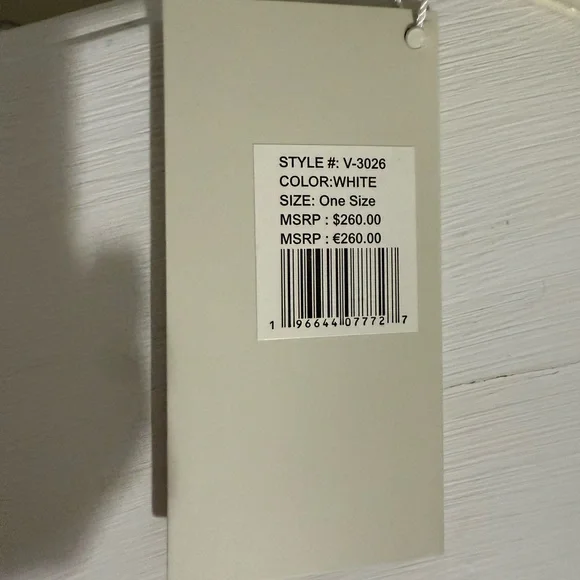 STYLE #: V-3026
COLOR:WHITE
SIZE: One Size
MSRP : $260.00
MSRP : €260.00
1 96644 07772 7